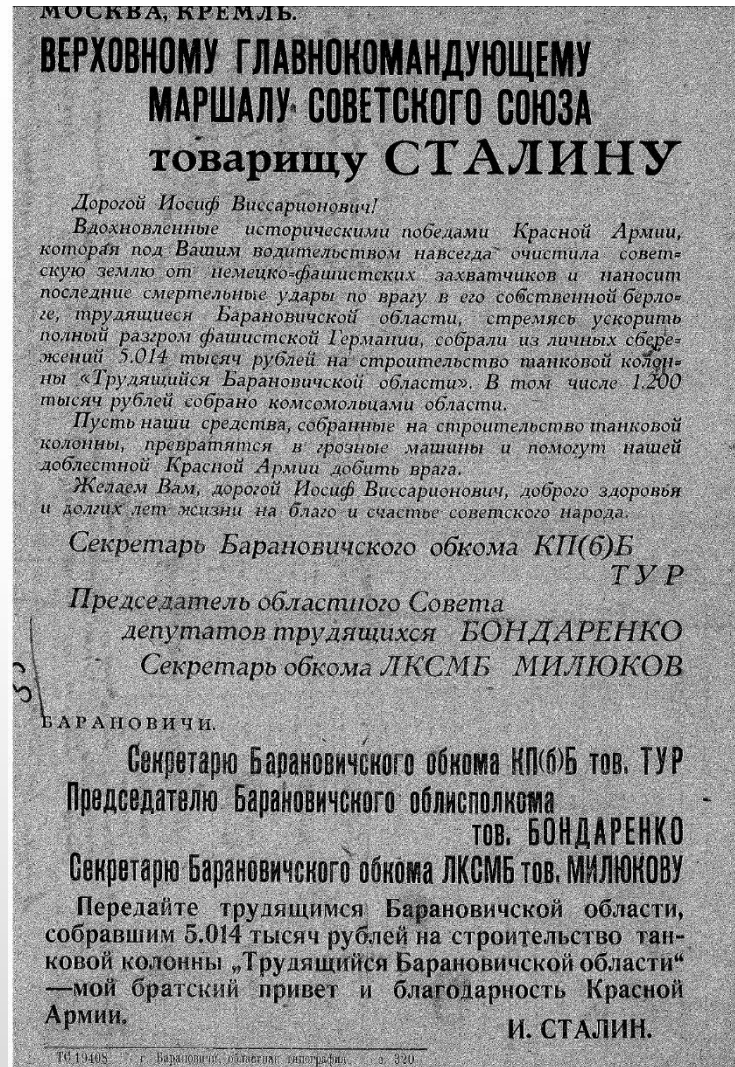 МОСКВА, КРЕМЛЬ.
ВЕРХОВНОМУ ГЛАВНОКОМАНДУЮЩЕМУ
МАРШАЛУ СОВЕТСКОГО СОЮЗА
товарищу СТАЛИНУ
Дорогой Иосиф Виссарионович!
Вдохновленные историческими победами Красной Армии,
которая под Вашим водительством навсегда очистила совет-
скую землю от немецко-фашистских захватчиков и наносит
последние смертельные удары по врагу в его собственной берло-
ге, трудящиеся Барановичской области, стремясь ускорить
полный разгром фашистской Германии, собрали из личных сбере-
жений 5.014 тысяч рублей на строительство танковой колон-
ны «Трудящийся Барановичской области». В том числе 1.200
тысяч рублей собрано комсомольцами области.
Пусть наши средства, собранные на строительство танковой
колонны, превратятся в грозные машины и помогут нашей
доблестной Красной Армии добить врага.
Желаем Вам, дорогой Иосиф Виссарионович, доброго здоровья
и долгих лет жизни на благо и счастье советского народа.
Секретарь Барановичского обкома КП(б)Б
ТУР
Председатель областного Совета
депутатов трудящихся БОНДАРЕНКО
Секретарь обкома ЛКСМБ МИЛЮКОВ
БАРАНОВИЧИ.
Секретарю Барановичского обкома КП(б)Б тов. ТУР
Председателю Барановичского облисполкома
тов. БОНДАРЕНКО
Секретарю Барановичского обкома ЛКСМБ тов. МИЛЮКОВУ
Передайте трудящимся Барановичской области,
собравшим 5.014 тысяч рублей на строительство тан-
ковой колонны „Трудящийся Барановичской области“
—мой братский привет и благодарность Красной
Армии.
И. СТАЛИН.
ТС 19408 г. Барановичи, областная типография з. 320